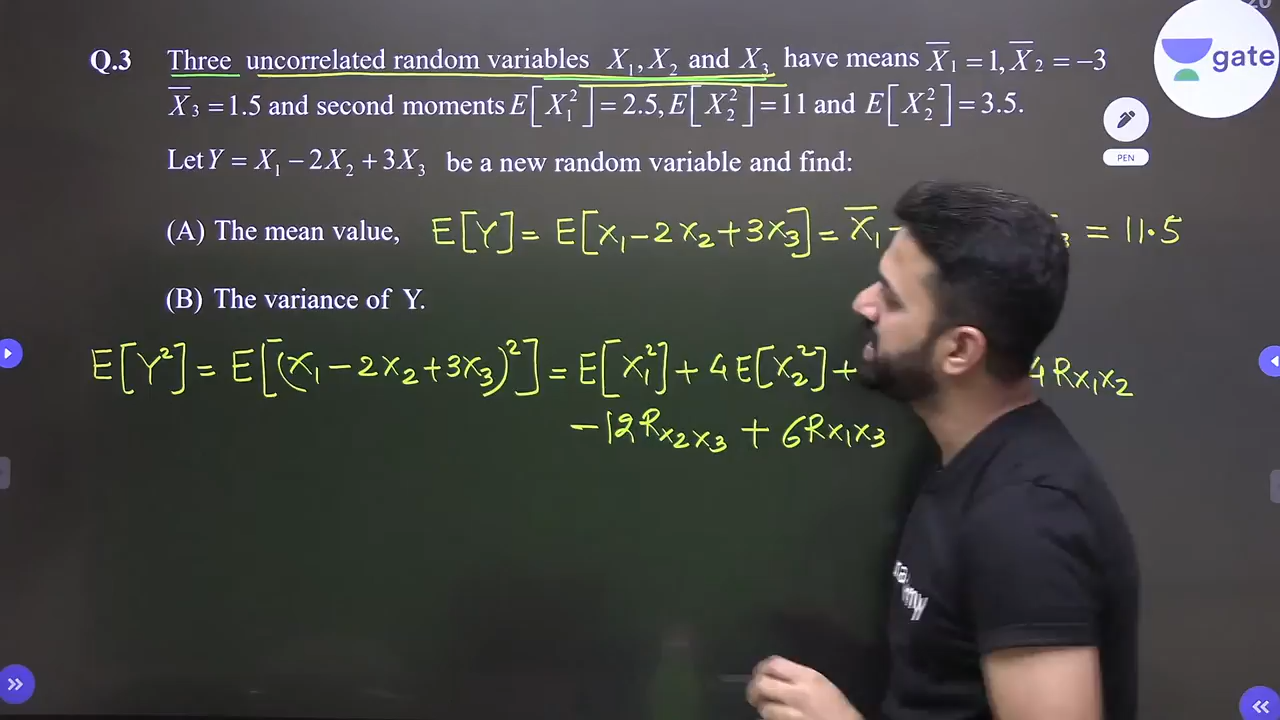 Q.3 Three uncorrelated random variables X₁, X₂ and X₃ have means X̅₁ = 1, X̅₂ = −3
X̅₃ = 1.5 and second moments E[X₁²] = 2.5, E[X₂²] = 11 and E[X₂²] = 3.5.
Let Y = X₁ − 2X₂ + 3X₃ be a new random variable and find:
(A) The mean value, E[Y] = E[X₁ − 2X₂ + 3X₃] = X̅₁ − ₃ = 11.5
(B) The variance of Y.
E[Y²] = E[(X₁ − 2X₂ + 3X₃)²] = E[X₁²] + 4E[X₂²] + 4Rx₁x₂
− 12Rx₂x₃ + 6Rx₁x₃
gate
PEN
20
my